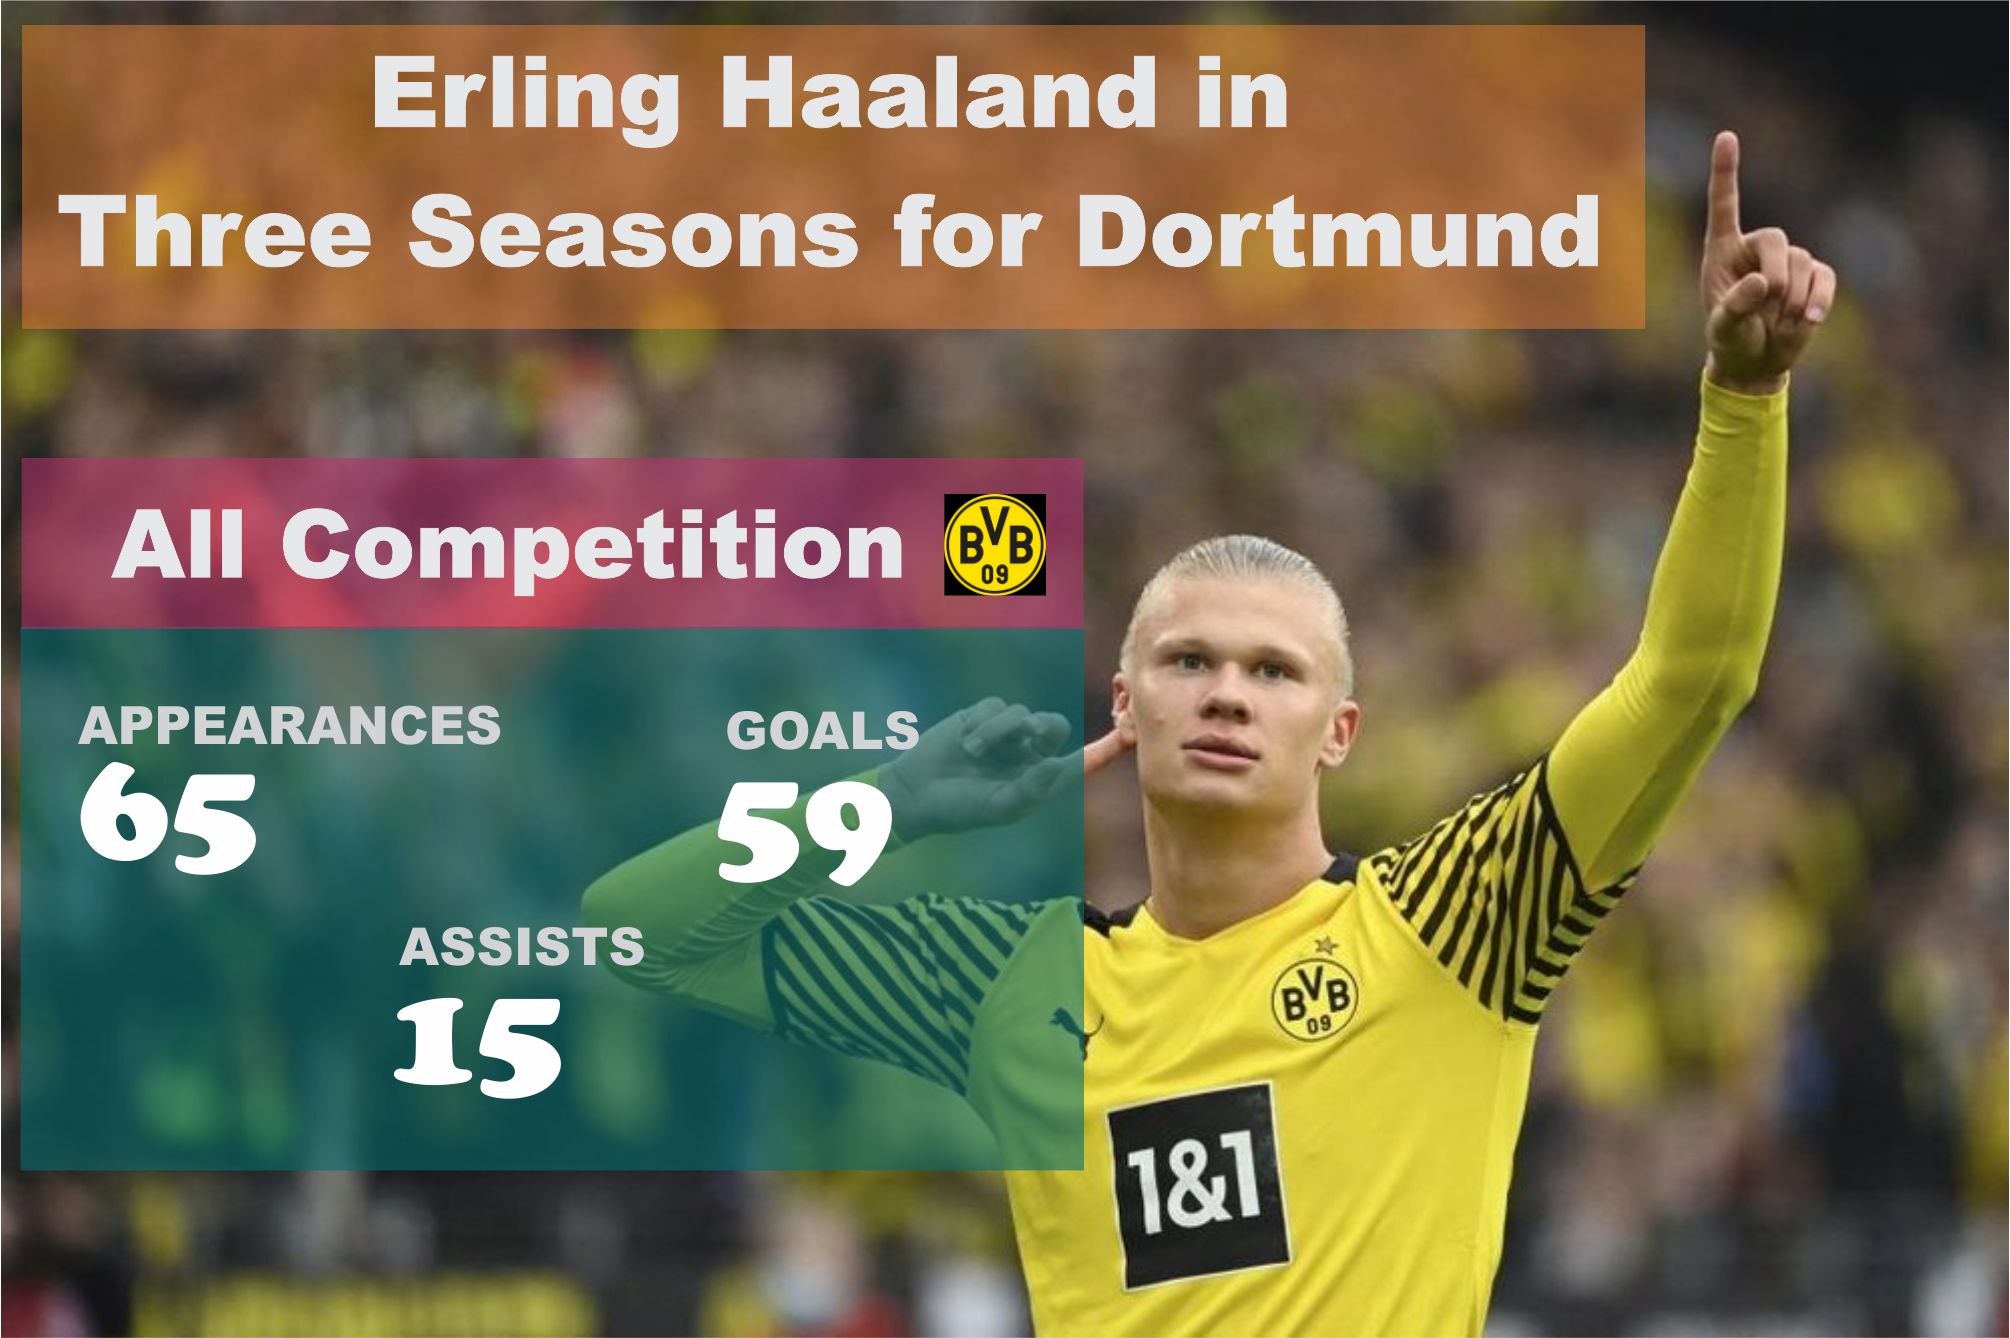 Erling Haaland in
Three Seasons for Dortmund
All Competition
BVB
09
APPEARANCES
65
GOALS
59
ASSISTS
15
BVB
09
1&1